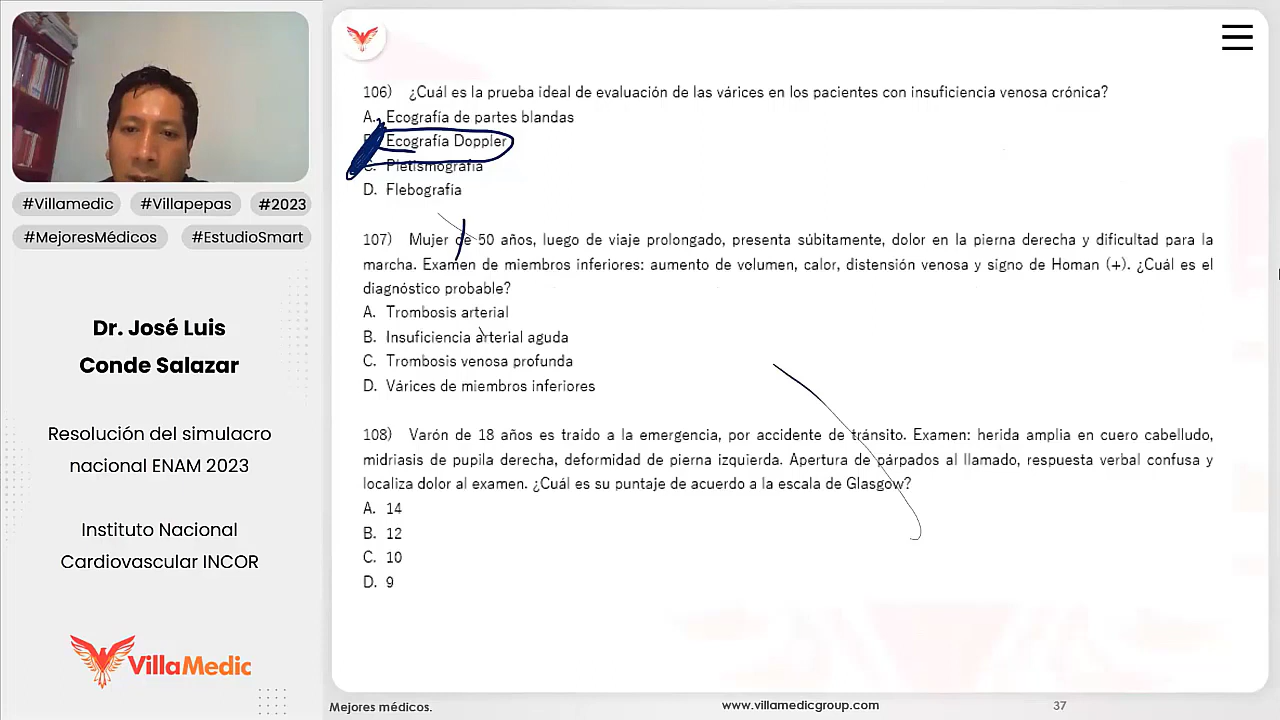 106) ¿Cuál es la prueba ideal de evaluación de las várices en los pacientes con insuficiencia venosa crónica?
A. Ecografía de partes blandas
B. Ecografía Doppler
C. Pletismografía
D. Flebografía
107) Mujer de 50 años, luego de viaje prolongado, presenta súbitamente, dolor en la pierna derecha y dificultad para la
marcha. Examen de miembros inferiores: aumento de volumen, calor, distensión venosa y signo de Homan (+). ¿Cuál es el
diagnóstico probable?
A. Trombosis arterial
B. Insuficiencia arterial aguda
C. Trombosis venosa profunda
D. Várices de miembros inferiores
108) Varón de 18 años es traído a la emergencia, por accidente de tránsito. Examen: herida amplia en cuero cabelludo,
midriasis de pupila derecha, deformidad de pierna izquierda. Apertura de párpados al llamado, respuesta verbal confusa y
localiza dolor al examen. ¿Cuál es su puntaje de acuerdo a la escala de Glasgow?
A. 14
B. 12
C. 10
D. 9
#Villamedic #Villapepas #2023
#MejoresMédicos #EstudioSmart
Dr. José Luis
Conde Salazar
Resolución del simulacro
nacional ENAM 2023
Instituto Nacional
Cardiovascular INCOR
VillaMedic
Mejores médicos. www.villamedicgroup.com 37